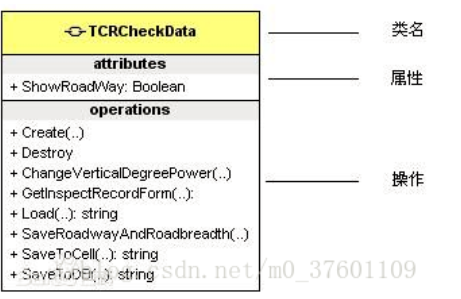 TCRCheckData
类名
attributes
+ ShowRoadWay: Boolean
属性
operations
+ Create(..)
+ Destroy
+ ChangeVerticalDegreePower(..)
+ GetInspectRecordForm(..):
操作
+ Load(..): string
+ SaveRoadwayAndRoadbreadth(..)
+ SaveToCell(..): string
+ SaveToDB(..): string
csdn.net/m0_37601109